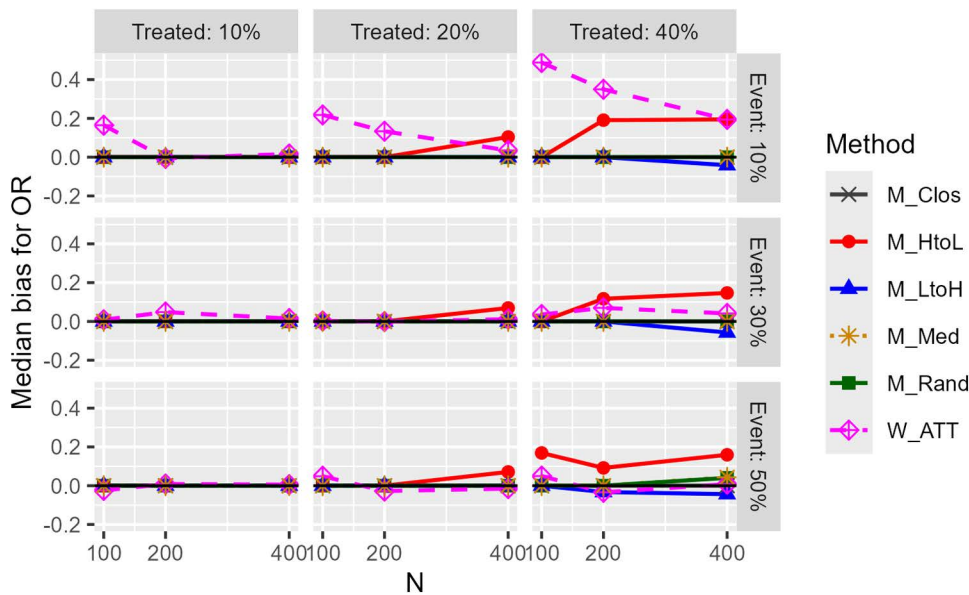 Treated: 10%
Treated: 20%
Treated: 40%
Median bias for OR
0.4
0.2
0.0
-0.2
Event: 10%
0.4
0.2
0.0
-0.2
Event: 30%
0.4
0.2
0.0
-0.2
Event: 50%
100 200 400 100 200 400 100 200 400
N
Method
M_Clos
M_HtoL
M_LtoH
M_Med
M_Rand
W_ATT